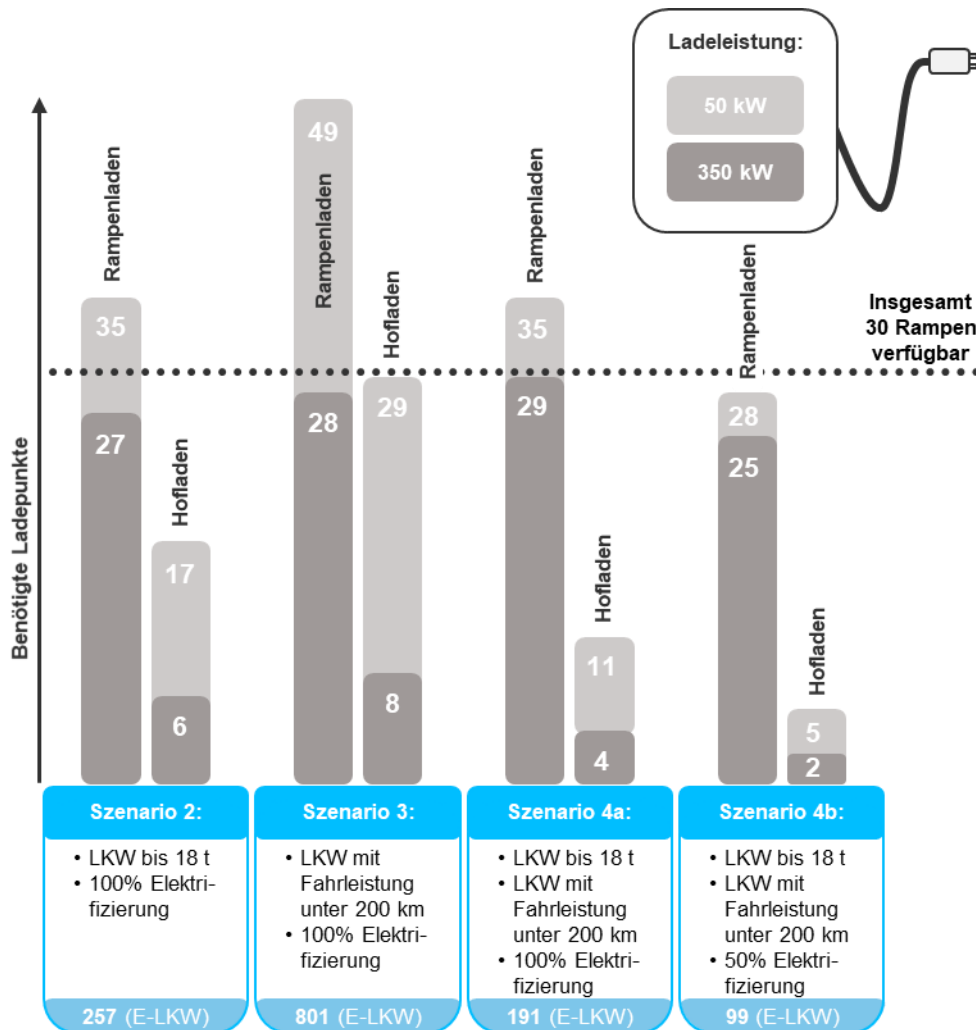 Ladeleistung:
50 kW
350 kW
Insgesamt
30 Rampen
verfügbar
Benötigte Ladepunkte
Rampenladen
35
27
Hofladen
17
6
Rampenladen
49
28
Hofladen
29
8
Rampenladen
35
29
Hofladen
11
4
Rampenladen
28
25
Hofladen
5
2
Szenario 2:
• LKW bis 18 t
• 100% Elektri-
fizierung
257 (E-LKW)
Szenario 3:
• LKW mit
Fahrleistung
unter 200 km
• 100% Elektri-
fizierung
801 (E-LKW)
Szenario 4a:
• LKW bis 18 t
• LKW mit
Fahrleistung
unter 200 km
• 100% Elektri-
fizierung
191 (E-LKW)
Szenario 4b:
• LKW bis 18 t
• LKW mit
Fahrleistung
unter 200 km
• 50% Elektri-
fizierung
99 (E-LKW)